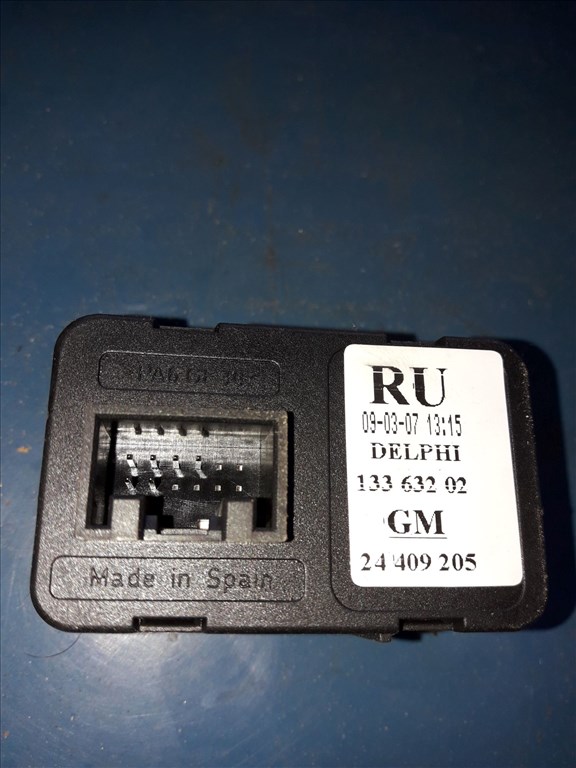 RU
09-03-07 13:15
DELPHI
133 632 02
GM
24 409 205
Made in Spain